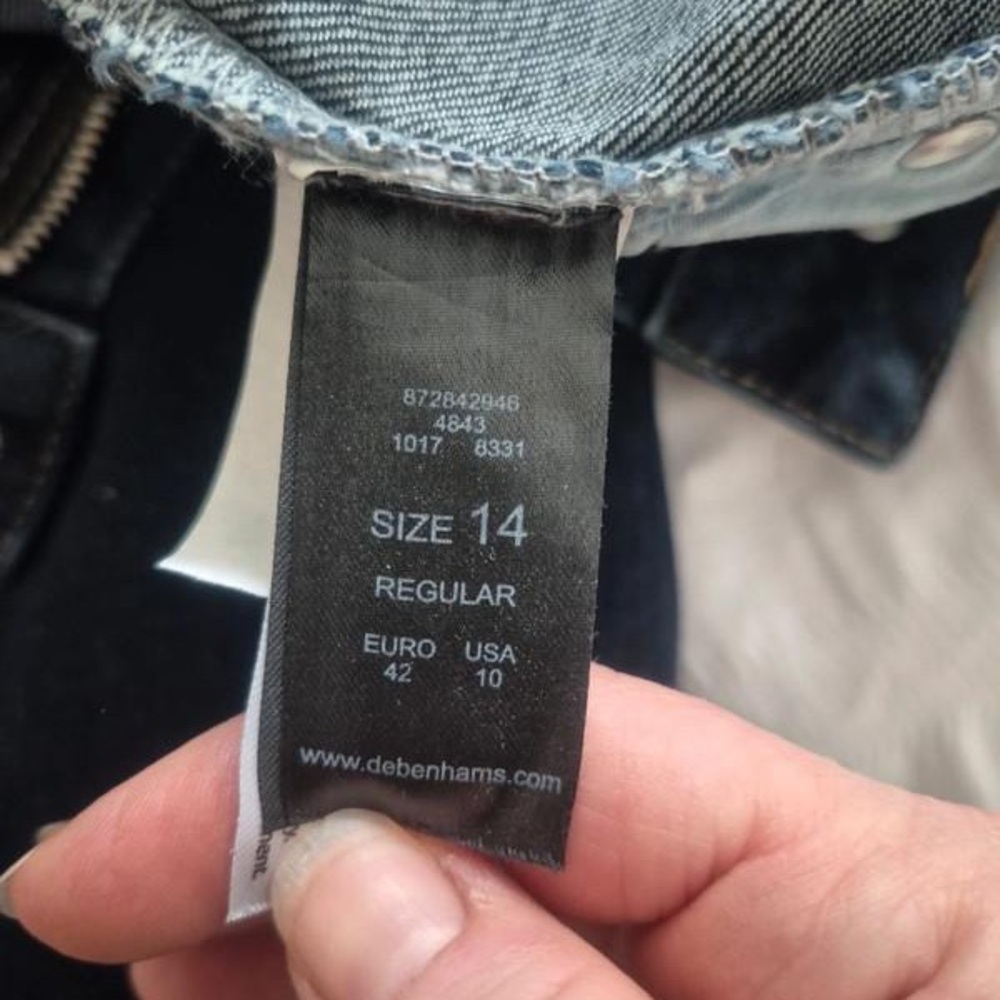 872842946
4843
1017 8331
SIZE 14
REGULAR
EURO USA
42 10
www.debenhams.com